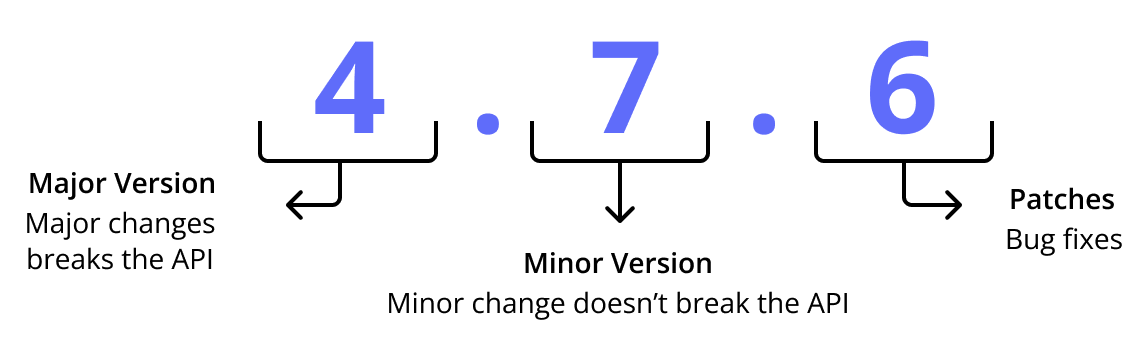 4 . 7 . 6
Major Version
Major changes
breaks the API
Minor Version
Minor change doesn’t break the API
Patches
Bug fixes